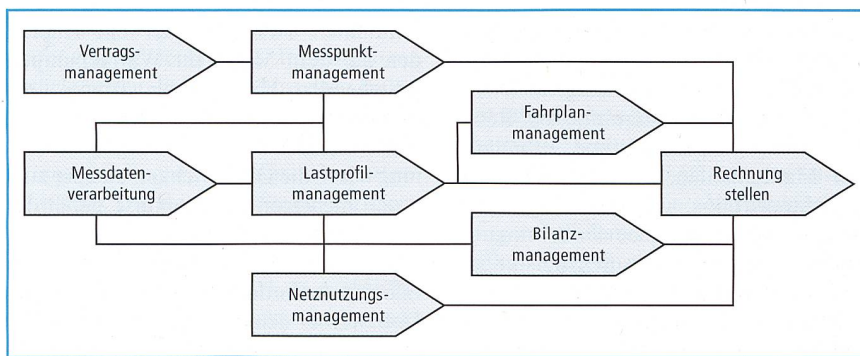 Vertrags-
management
Messpunkt-
management
Fahrplan-
management
Messdaten-
verarbeitung
Lastprofil-
management
Rechnung
stellen
Bilanz-
management
Netznutzungs-
management